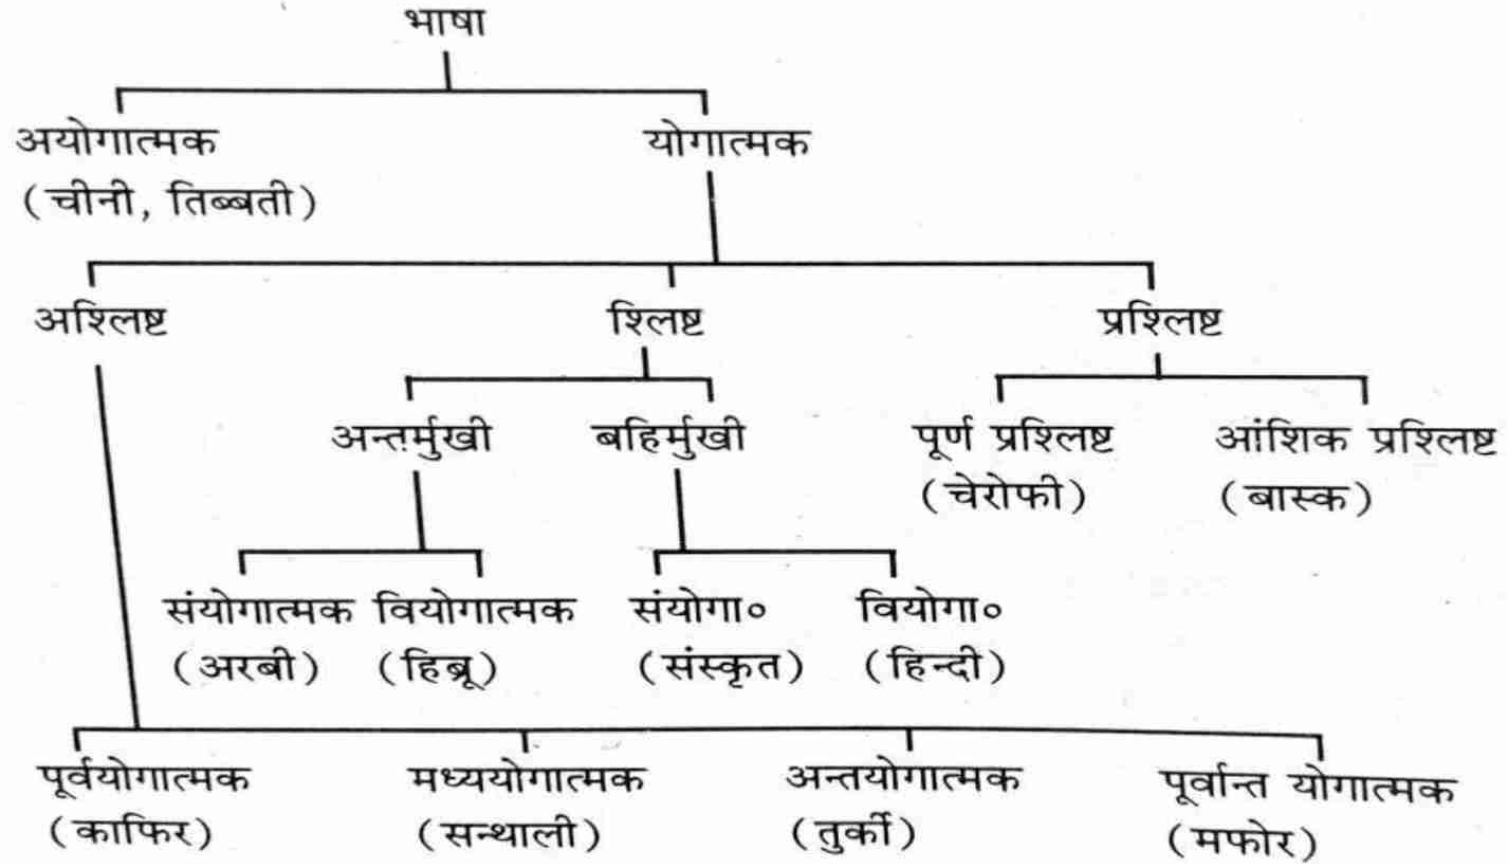 भाषा
अयोगात्मक योगात्मक
(चीनी, तिब्बती)
अश्लिष्ट श्लिष्ट प्रश्लिष्ट
अन्तर्मुखी बहिर्मुखी पूर्ण प्रश्लिष्ट आंशिक प्रश्लिष्ट
(चेरोफी) (बास्क)
संयोगात्मक वियोगात्मक संयोगा० वियोगा०
(अरबी) (हिब्रू) (संस्कृत) (हिन्दी)
पूर्वयोगात्मक मध्ययोगात्मक अन्तयोगात्मक पूर्वान्त योगात्मक
(काफिर) (सन्थाली) (तुर्की) (मफोर)